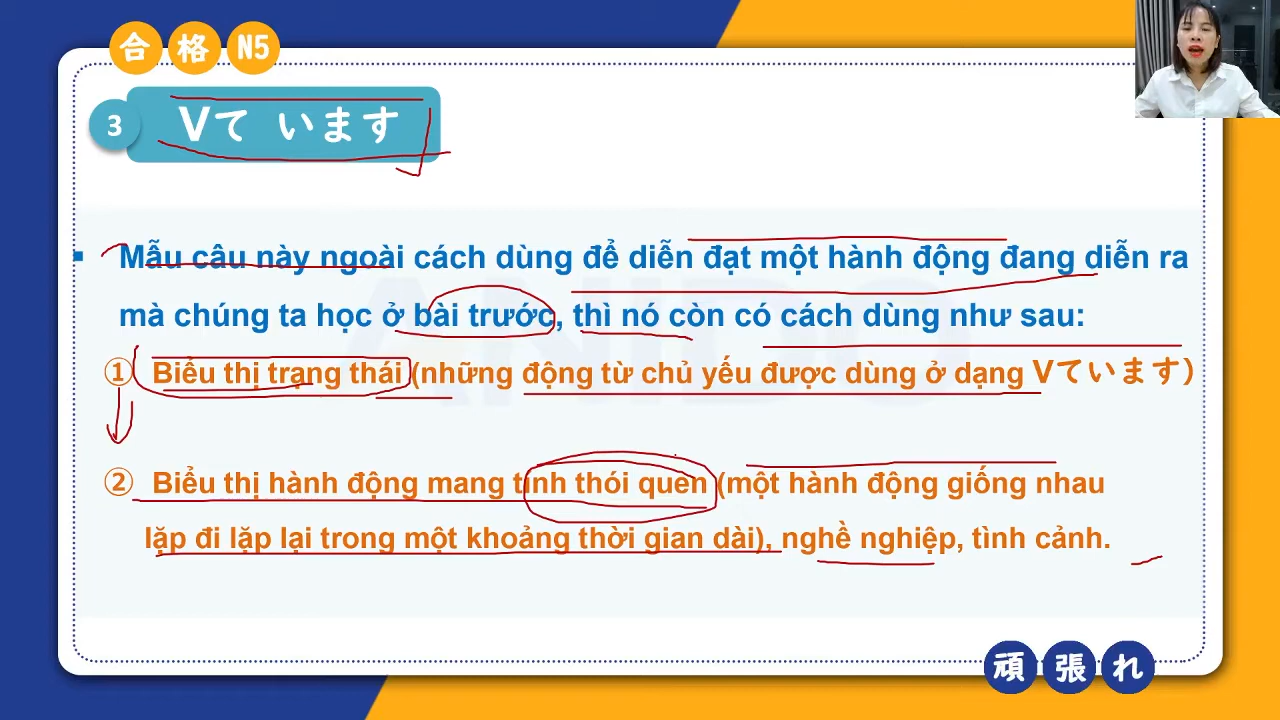 合格 N5
3 Vて います
Mẫu câu này ngoài cách dùng để diễn đạt một hành động đang diễn ra
mà chúng ta học ở bài trước, thì nó còn có cách dùng như sau:
① Biểu thị trạng thái (những động từ chủ yếu được dùng ở dạng Vています)
② Biểu thị hành động mang tính thói quen (một hành động giống nhau
lặp đi lặp lại trong một khoảng thời gian dài), nghề nghiệp, tình cảnh.
頑張れ